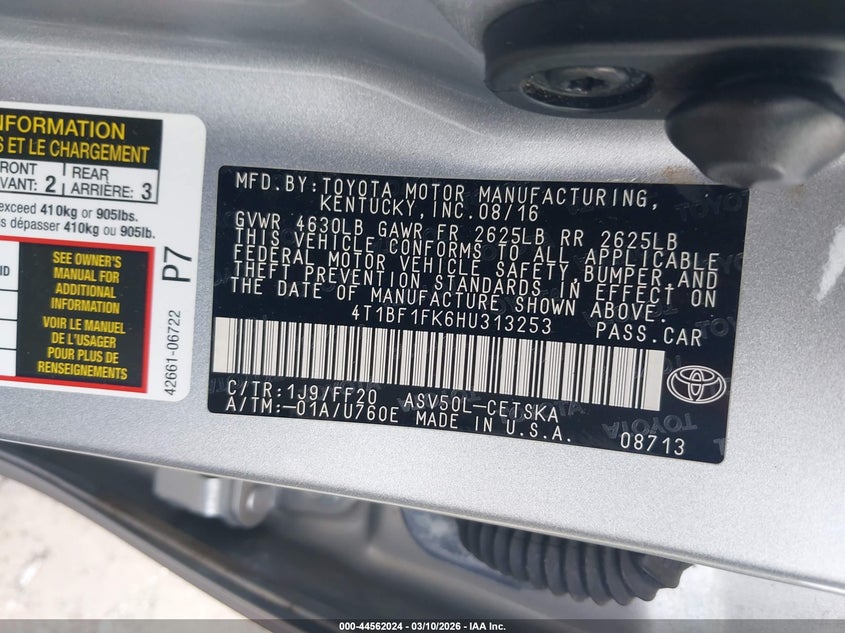 NFORMATION
S ET LE CHARGEMENT
FRONT
VANT: 2
REAR
ARRIÈRE: 3
exceed 410kg or 905lbs.
s dépasser 410kg ou 905lb.
SEE OWNER'S
MANUAL FOR
ADDITIONAL
INFORMATION
VOIR LE MANUEL
DE L'USAGER
POUR PLUS DE
RENSEIGNEMENTS
P7
42661-06722
MFD.BY:TOYOTA MOTOR MANUFACTURING,
KENTUCKY, INC.08/16
GVWR 4630LB GAWR FR 2625LB RR 2625LB
THIS VEHICLE CONFORMS TO ALL APPLICABLE
FEDERAL MOTOR VEHICLE SAFETY,BUMPER,AND
THEFT PREVENTION STANDARDS IN EFFECT ON
THE DATE OF MANUFACTURE SHOWN ABOVE.
4T1BF1FK6HU313253 PASS.CAR
C/TR:1J9/FF20 ASV50L-CETSKA
A/TM:-01A/U760E MADE IN U.S.A. 08713
000-44562024 - 03/10/2026 - IAA Inc.